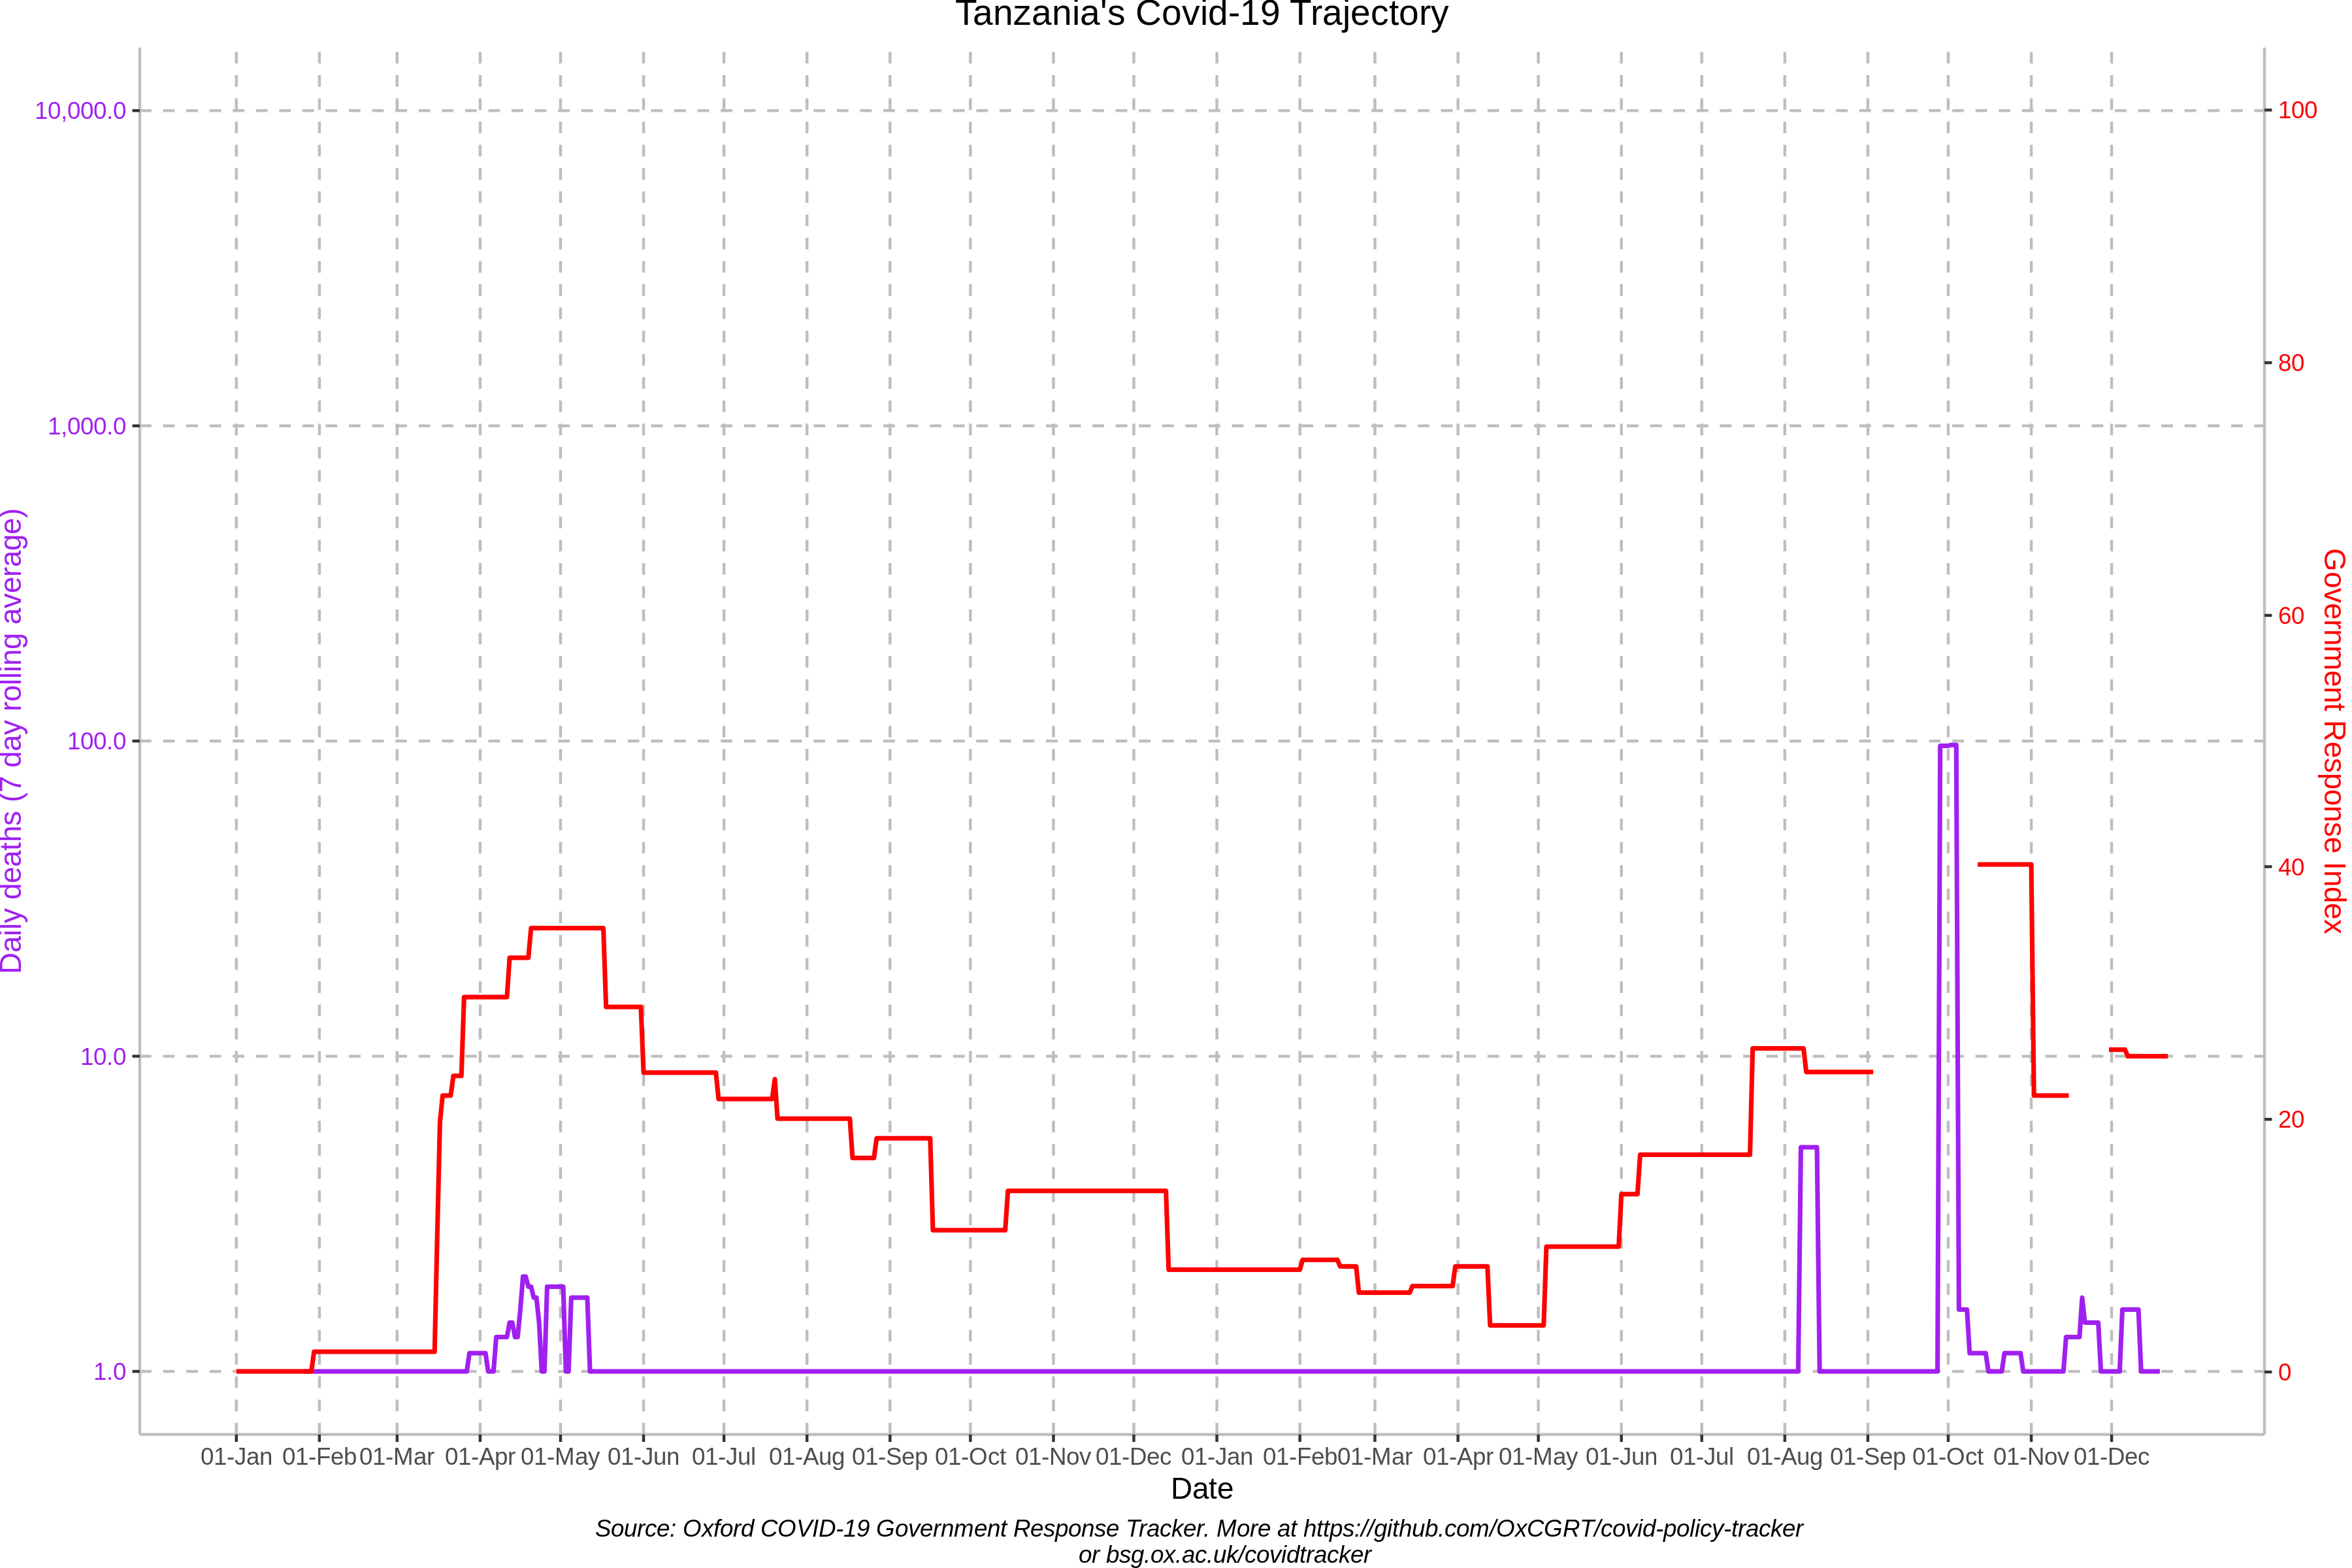 Tanzania's Covid-19 Trajectory
10,000.0
1,000.0
100.0
10.0
1.0
Daily deaths (7 day rolling average)
100
80
60
40
20
0
Government Response Index
01-Jan 01-Feb 01-Mar 01-Apr 01-May 01-Jun 01-Jul 01-Aug 01-Sep 01-Oct 01-Nov 01-Dec 01-Jan 01-Feb 01-Mar 01-Apr 01-May 01-Jun 01-Jul 01-Aug 01-Sep 01-Oct 01-Nov 01-Dec
Date
Source: Oxford COVID-19 Government Response Tracker. More at https://github.com/OxCGRT/covid-policy-tracker
or bsg.ox.ac.uk/covidtracker